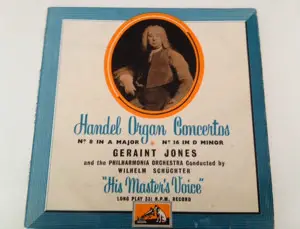 Handel Organ Concertos
Nº 8 IN A MAJOR Nº 14 IN D MINOR
GERAINT JONES
and the PHILHARMONIA ORCHESTRA Conducted by
WILHELM SCHÜCHTER
"His Master's Voice"
LONG PLAY 33⅓ R.P.M. RECORD